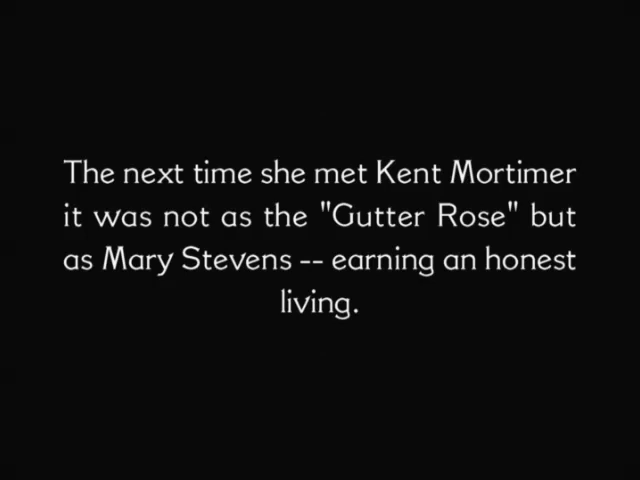 The next time she met Kent Mortimer
it was not as the "Gutter Rose" but
as Mary Stevens -- earning an honest
living.